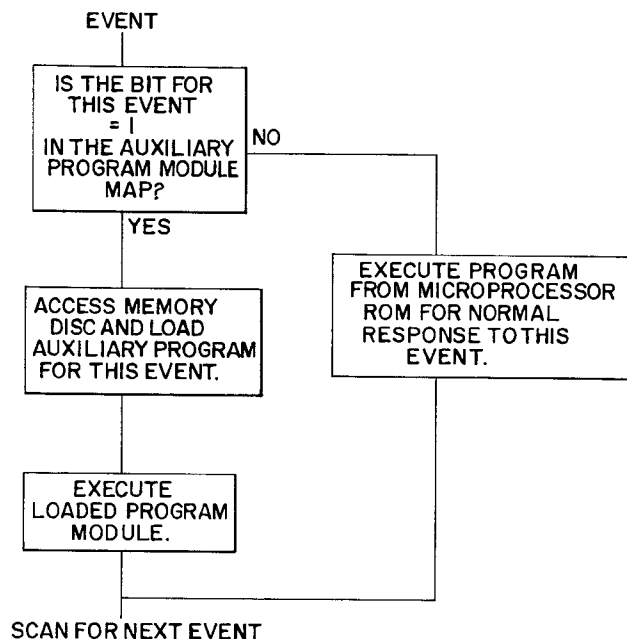 EVENT
IS THE BIT FOR
THIS EVENT
= 1
IN THE AUXILIARY
PROGRAM MODULE
MAP?
NO
YES
ACCESS MEMORY
DISC AND LOAD
AUXILIARY PROGRAM
FOR THIS EVENT.
EXECUTE PROGRAM
FROM MICROPROCESSOR
ROM FOR NORMAL
RESPONSE TO THIS
EVENT.
EXECUTE
LOADED PROGRAM
MODULE.
SCAN FOR NEXT EVENT